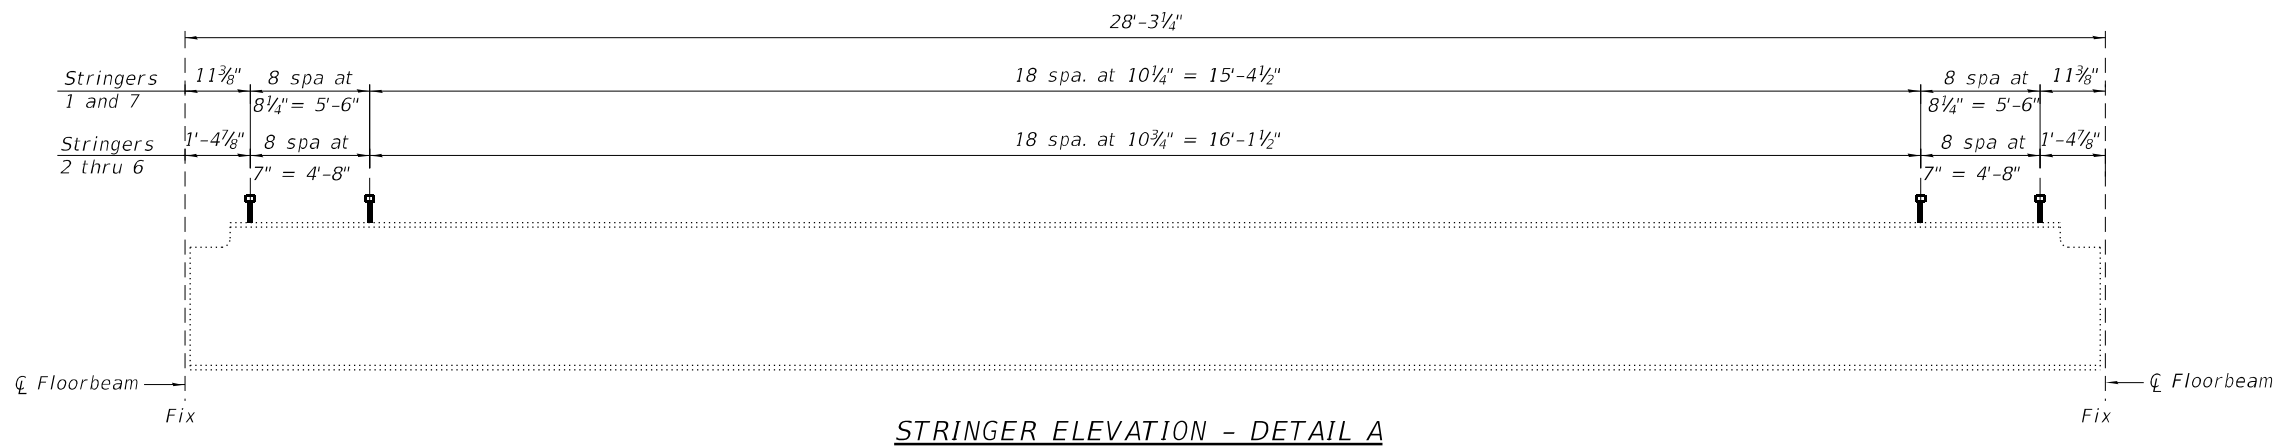 28'-3¼"
Stringers
1 and 7
11⅜"
8 spa at
8¼"= 5'-6"
18 spa. at 10¼" = 15'-4½"
8 spa at
8¼" = 5'-6"
11⅜"
Stringers
2 thru 6
1'-4⅞"
8 spa at
7" = 4'-8"
18 spa. at 10¾" = 16'-1½"
8 spa at
7" = 4'-8"
1'-4⅞"
℄ Floorbeam
Fix
℄ Floorbeam
Fix
STRINGER ELEVATION - DETAIL A